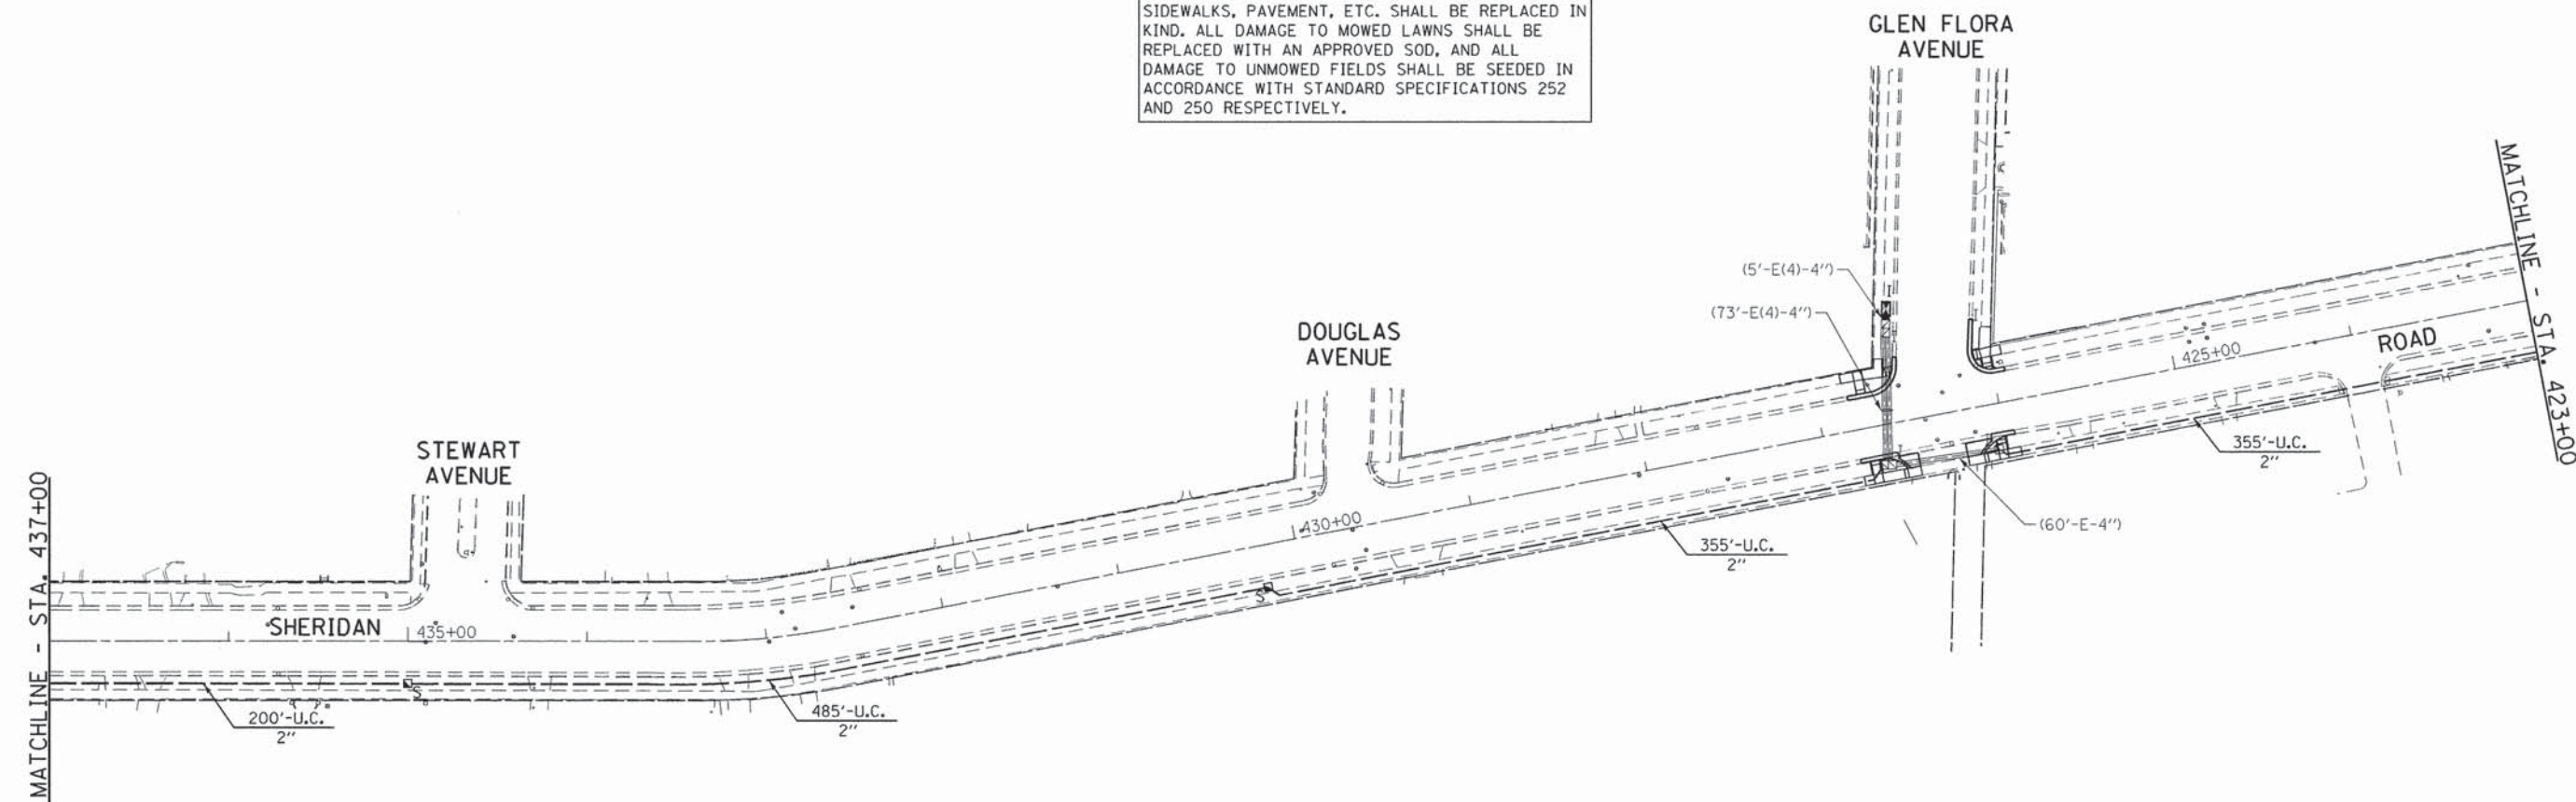 SIDEWALKS, PAVEMENT, ETC. SHALL BE REPLACED IN
KIND. ALL DAMAGE TO MOWED LAWNS SHALL BE
REPLACED WITH AN APPROVED SOD, AND ALL
DAMAGE TO UNMOWED FIELDS SHALL BE SEEDED IN
ACCORDANCE WITH STANDARD SPECIFICATIONS 252
AND 250 RESPECTIVELY.
GLEN FLORA
AVENUE
MATCHLINE - STA. 423+00
(5'-E(4)-4")
(73'-E(4)-4")
H
DOUGLAS
AVENUE
ROAD
425+00
STEWART
AVENUE
355'-U.C.
2"
MATCHLINE - STA. 437+00
430+00
(60'-E-4")
355'-U.C.
2"
S
SHERIDAN
435+00
S
200'-U.C.
2"
485'-U.C.
2"